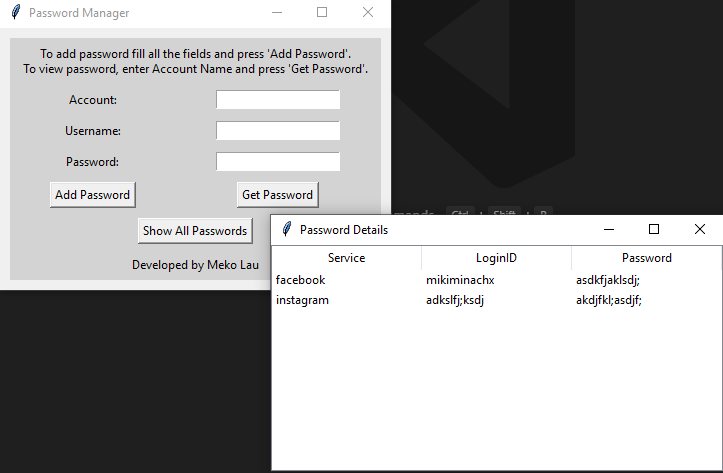 Password Manager
To add password fill all the fields and press 'Add Password'.
To view password, enter Account Name and press 'Get Password'.
Account:
Username:
Password:
Add Password Get Password
Show All Passwords
Developed by Meko Lau
Ctrl + Shift + P
Password Details
Service LoginID Password
facebook mikiminachx asdkfjaklsdj;
instagram adkslfj;ksdj akdjfkl;asdjf;